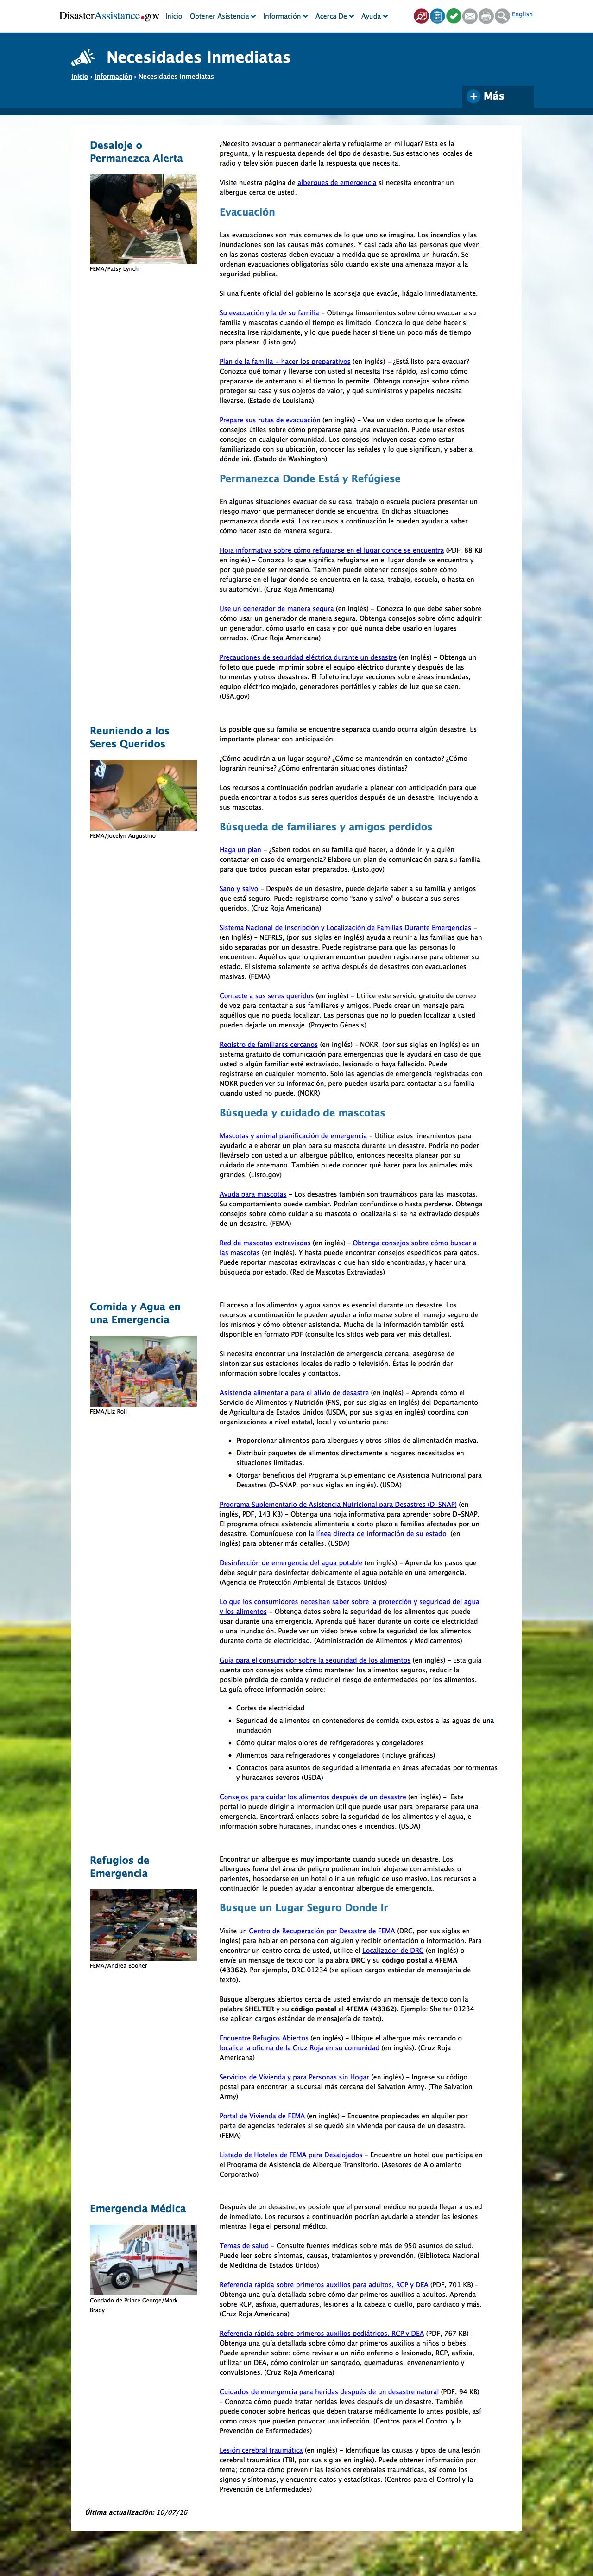 DisasterAssistance.gov Inicio Obtener Asistencia Información Acerca De Ayuda English
Necesidades Inmediatas
Inicio › Información › Necesidades Inmediatas
Más
Desaloje o
Permanezca Alerta
FEMA/Patsy Lynch
¿Necesito evacuar o permanecer alerta y refugiarme en mi lugar? Esta es la
pregunta, y la respuesta depende del tipo de desastre. Sus estaciones locales de
radio y televisión pueden darle la respuesta que necesita.
Visite nuestra página de albergues de emergencia si necesita encontrar un
albergue cerca de usted.
Evacuación
Las evacuaciones son más comunes de lo que uno se imagina. Los incendios y las
inundaciones son las causas más comunes. Y casi cada año las personas que viven
en las zonas costeras deben evacuar a medida que se aproxima un huracán. Se
ordenan evacuaciones obligatorias sólo cuando existe una amenaza mayor a la
seguridad pública.
Si una fuente oficial del gobierno le aconseja que evacúe, hágalo inmediatamente.
Su evacuación y la de su familia – Obtenga lineamientos sobre cómo evacuar a su
familia y mascotas cuando el tiempo es limitado. Conozca lo que debe hacer si
necesita irse rápidamente, y lo que puede hacer si tiene un poco más de tiempo
para planear. (Listo.gov)
Plan de la familia – hacer los preparativos (en inglés) – ¿Está listo para evacuar?
Conozca qué tomar y llevarse con usted si necesita irse rápido, así como cómo
prepararse de antemano si el tiempo lo permite. Obtenga consejos sobre cómo
proteger su casa y sus objetos de valor, y qué suministros y papeles necesita
llevarse. (Estado de Louisiana)
Prepare sus rutas de evacuación (en inglés) – Vea un video corto que le ofrece
consejos útiles sobre cómo prepararse para una evacuación. Puede usar estos
consejos en cualquier comunidad. Los consejos incluyen cosas como estar
familiarizado con su ubicación, conocer las señales y lo que significan, y saber a
dónde irá. (Estado de Washington)
Permanezca Donde Está y Refúgiese
En algunas situaciones evacuar de su casa, trabajo o escuela pudiera presentar un
riesgo mayor que permanecer donde se encuentra. En dichas situaciones
permanezca donde está. Los recursos a continuación le pueden ayudar a saber
cómo hacer esto de manera segura.
Hoja informativa sobre cómo refugiarse en el lugar donde se encuentra (PDF, 88 KB
en inglés) – Conozca lo que significa refugiarse en el lugar donde se encuentra y
por qué puede ser necesario. También puede obtener consejos sobre cómo
refugiarse en el lugar donde se encuentra en la casa, trabajo, escuela, o hasta en
su automóvil. (Cruz Roja Americana)
Use un generador de manera segura (en inglés) – Conozca lo que debe saber sobre
cómo usar un generador de manera segura. Obtenga consejos sobre cómo adquirir
un generador, cómo usarlo en casa y por qué nunca debe usarlo en lugares
cerrados. (Cruz Roja Americana)
Precauciones de seguridad eléctrica durante un desastre (en inglés) – Obtenga un
folleto que puede imprimir sobre el equipo eléctrico durante y después de las
tormentas y otros desastres. El folleto incluye secciones sobre áreas inundadas,
equipo eléctrico mojado, generadores portátiles y cables de luz que se caen.
(USA.gov)
Reuniendo a los
Seres Queridos
FEMA/Jocelyn Augustino
Es posible que su familia se encuentre separada cuando ocurra algún desastre. Es
importante planear con anticipación.
¿Cómo acudirán a un lugar seguro? ¿Cómo se mantendrán en contacto? ¿Cómo
lograrán reunirse? ¿Cómo enfrentarán situaciones distintas?
Los recursos a continuación podrían ayudarle a planear con anticipación para que
pueda encontrar a todos sus seres queridos después de un desastre, incluyendo a
sus mascotas.
Búsqueda de familiares y amigos perdidos
Haga un plan – ¿Saben todos en su familia qué hacer, a dónde ir, y a quién
contactar en caso de emergencia? Elabore un plan de comunicación para su familia
para que todos puedan estar preparados. (Listo.gov)
Sano y salvo – Después de un desastre, puede dejarle saber a su familia y amigos
que está seguro. Puede registrarse como “sano y salvo” o buscar a sus seres
queridos. (Cruz Roja Americana)
Sistema Nacional de Inscripción y Localización de Familias Durante Emergencias –
(en inglés) – NEFRLS, (por sus siglas en inglés) ayuda a reunir a las familias que han
sido separadas por un desastre. Puede registrarse para que las personas lo
encuentren. Aquéllos que lo quieran encontrar pueden registrarse para obtener su
estado. El sistema solamente se activa después de desastres con evacuaciones
masivas. (FEMA)
Contacte a sus seres queridos (en inglés) – Utilice este servicio gratuito de correo
de voz para contactar a sus familiares y amigos. Puede crear un mensaje para
aquéllos que no pueda localizar. Las personas que no lo pueden localizar a usted
pueden dejarle un mensaje. (Proyecto Génesis)
Registro de familiares cercanos (en inglés) – NOKR, (por sus siglas en inglés) es un
sistema gratuito de comunicación para emergencias que le ayudará en caso de que
usted o algún familiar esté extraviado, lesionado o haya fallecido. Puede
registrarse en cualquier momento. Solo las agencias de emergencia registradas con
NOKR pueden ver su información, pero pueden usarla para contactar a su familia
cuando usted no puede. (NOKR)
Búsqueda y cuidado de mascotas
Mascotas y animal planificación de emergencia – Utilice estos lineamientos para
ayudarlo a elaborar un plan para su mascota durante un desastre. Podría no poder
llevárselo con usted a un albergue público, entonces necesita planear por su
cuidado de antemano. También puede conocer qué hacer para los animales más
grandes. (Listo.gov)
Ayuda para mascotas – Los desastres también son traumáticos para las mascotas.
Su comportamiento puede cambiar. Podrían confundirse o hasta perderse. Obtenga
consejos sobre cómo cuidar a su mascota o localizarla si se ha extraviado después
de un desastre. (FEMA)
Red de mascotas extraviadas (en inglés) – Obtenga consejos sobre cómo buscar a
las mascotas (en inglés). Y hasta puede encontrar consejos específicos para gatos.
Puede reportar mascotas extraviadas o que han sido encontradas, y hacer una
búsqueda por estado. (Red de Mascotas Extraviadas)
Comida y Agua en
una Emergencia
FEMA/Liz Roll
El acceso a los alimentos y agua sanos es esencial durante un desastre. Los
recursos a continuación le pueden ayudar a informarse sobre el manejo seguro de
los mismos y cómo obtener asistencia. Mucha de la información también está
disponible en formato PDF (consulte los sitios web para ver más detalles).
Si necesita encontrar una instalación de emergencia cercana, asegúrese de
sintonizar sus estaciones locales de radio o televisión. Éstas le podrán dar
información sobre locales y contactos.
Asistencia alimentaria para el alivio de desastre (en inglés) – Aprenda cómo el
Servicio de Alimentos y Nutrición (FNS, por sus siglas en inglés) del Departamento
de Agricultura de Estados Unidos (USDA, por sus siglas en inglés) coordina con
organizaciones a nivel estatal, local y voluntario para:
• Proporcionar alimentos para albergues y otros sitios de alimentación masiva.
• Distribuir paquetes de alimentos directamente a hogares necesitados en
situaciones limitadas.
• Otorgar beneficios del Programa Suplementario de Asistencia Nutricional para
Desastres (D-SNAP, por sus siglas en inglés). (USDA)
Programa Suplementario de Asistencia Nutricional para Desastres (D-SNAP) (en
inglés, PDF, 143 KB) – Obtenga una hoja informativa para aprender sobre D-SNAP.
El programa ofrece asistencia alimentaria a corto plazo a familias afectadas por un
desastre. Comuníquese con la línea directa de información de su estado (en
inglés) para obtener más detalles. (USDA)
Desinfección de emergencia del agua potable (en inglés) – Aprenda los pasos que
debe seguir para desinfectar debidamente el agua potable en una emergencia.
(Agencia de Protección Ambiental de Estados Unidos)
Lo que los consumidores necesitan saber sobre la protección y seguridad del agua
y los alimentos – Obtenga datos sobre la seguridad de los alimentos que puede
usar durante una emergencia. Aprenda qué hacer durante un corte de electricidad
o una inundación. Puede ver un video breve sobre la seguridad de los alimentos
durante corte de electricidad. (Administración de Alimentos y Medicamentos)
Guía para el consumidor sobre la seguridad de los alimentos (en inglés) – Esta guía
cuenta con consejos sobre cómo mantener los alimentos seguros, reducir la
posible pérdida de comida y reducir el riesgo de enfermedades por los alimentos.
La guía ofrece información sobre:
• Cortes de electricidad
• Seguridad de alimentos en contenedores de comida expuestos a las aguas de una
inundación
• Cómo quitar malos olores de refrigeradores y congeladores
• Alimentos para refrigeradores y congeladores (incluye gráficas)
• Contactos para asuntos de seguridad alimentaria en áreas afectadas por tormentas
y huracanes severos (USDA)
Consejos para cuidar los alimentos después de un desastre (en inglés) – Este
portal lo puede dirigir a información útil que puede usar para prepararse para una
emergencia. Encontrará enlaces sobre la seguridad de los alimentos y el agua, e
información sobre huracanes, inundaciones e incendios. (USDA)
Refugios de
Emergencia
FEMA/Andrea Booher
Encontrar un albergue es muy importante cuando sucede un desastre. Los
albergues fuera del área de peligro pudieran incluir alojarse con amistades o
parientes, hospedarse en un hotel o ir a un refugio de uso masivo. Los recursos a
continuación le pueden ayudar a encontrar albergue de emergencia.
Busque un Lugar Seguro Donde Ir
Visite un Centro de Recuperación por Desastre de FEMA (DRC, por sus siglas en
inglés) para hablar en persona con alguien y recibir orientación o información. Para
encontrar un centro cerca de usted, utilice el Localizador de DRC (en inglés) o
envíe un mensaje de texto con la palabra DRC y su código postal a 4FEMA
(43362). Por ejemplo, DRC 01234 (se aplican cargos estándar de mensajería de
texto).
Busque albergues abiertos cerca de usted enviando un mensaje de texto con la
palabra SHELTER y su código postal al 4FEMA (43362). Ejemplo: Shelter 01234
(se aplican cargos estándar de mensajería de texto).
Encuentre Refugios Abiertos (en inglés) – Ubique el albergue más cercando o
localice la oficina de la Cruz Roja en su comunidad (en inglés). (Cruz Roja
Americana)
Servicios de Vivienda y para Personas sin Hogar (en inglés) – Ingrese su código
postal para encontrar la sucursal más cercana del Salvation Army. (The Salvation
Army)
Portal de Vivienda de FEMA (en inglés) – Encuentre propiedades en alquiler por
parte de agencias federales si se quedó sin vivienda por causa de un desastre.
(FEMA)
Listado de Hoteles de FEMA para Desalojados – Encuentre un hotel que participa en
el Programa de Asistencia de Albergue Transitorio. (Asesores de Alojamiento
Corporativo)
Emergencia Médica
Condado de Prince George/Mark
Brady
Después de un desastre, es posible que el personal médico no pueda llegar a usted
de inmediato. Los recursos a continuación podrían ayudarle a atender las lesiones
mientras llega el personal médico.
Temas de salud – Consulte fuentes médicas sobre más de 950 asuntos de salud.
Puede leer sobre síntomas, causas, tratamientos y prevención. (Biblioteca Nacional
de Medicina de Estados Unidos)
Referencia rápida sobre primeros auxilios para adultos, RCP y DEA (PDF, 701 KB) –
Obtenga una guía detallada sobre cómo dar primeros auxilios a adultos. Aprenda
sobre RCP, asfixia, quemaduras, lesiones a la cabeza o cuello, paro cardiaco y más.
(Cruz Roja Americana)
Referencia rápida sobre primeros auxilios pediátricos, RCP y DEA (PDF, 767 KB) –
Obtenga una guía detallada sobre cómo dar primeros auxilios a niños o bebés.
Puede aprender sobre: cómo revisar a un niño enfermo o lesionado, RCP, asfixia,
utilizar un DEA, cómo controlar un sangrado, quemaduras, envenenamiento y
convulsiones. (Cruz Roja Americana)
Cuidados de emergencia para heridas después de un desastre natural (PDF, 94 KB)
– Conozca cómo puede tratar heridas leves después de un desastre. También
puede conocer sobre heridas que deben tratarse médicamente lo antes posible, así
como cosas que pueden provocar una infección. (Centros para el Control y la
Prevención de Enfermedades)
Lesión cerebral traumática (en inglés) – Identifique las causas y tipos de una lesión
cerebral traumática (TBI, por sus siglas en inglés). Puede obtener información por
tema; conozca cómo prevenir las lesiones cerebrales traumáticas, así como los
signos y síntomas, y encuentre datos y estadísticas. (Centros para el Control y la
Prevención de Enfermedades)
Última actualización: 10/07/16